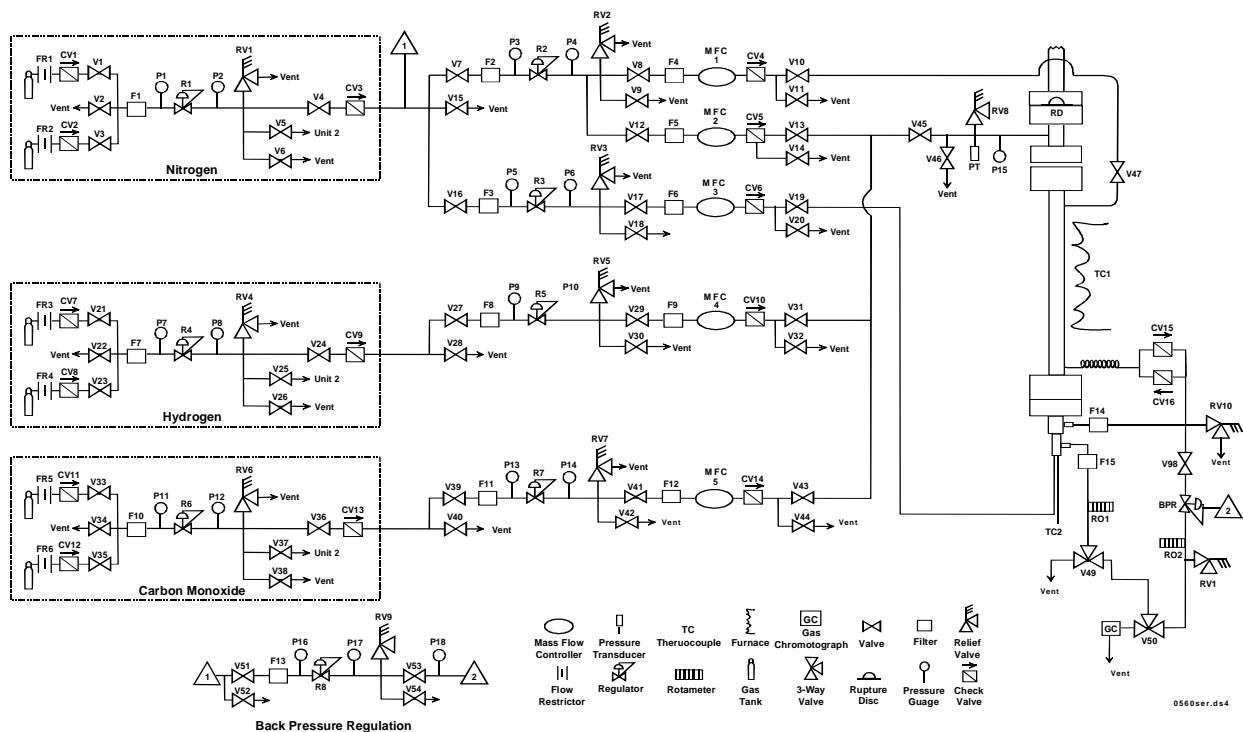 FR1
CV1
V1
Vent
V2
FR2
CV2
V3
F1
P1
R1
P2
RV1
Vent
V4
CV3
V5
Unit 2
V6
Vent
Nitrogen
1
V7
F2
P3
R2
P4
RV2
Vent
V8
F4
MFC
1
CV4
V10
V9
Vent
V11
Vent
V15
Vent
V12
F5
MFC
2
CV5
V13
V14
Vent
V16
F3
P5
R3
P6
RV3
Vent
V17
F6
MFC
3
CV6
V19
V18
V20
Vent
V45
V46
Vent
RV8
PT
P15
RD
V47
TC1
FR3
CV7
V21
Vent
V22
FR4
CV8
V23
F7
P7
R4
P8
RV4
Vent
V24
CV9
V25
Unit 2
V26
Vent
Hydrogen
V27
F8
P9
R5
P10
RV5
Vent
V29
F9
MFC
4
CV10
V31
V28
Vent
V30
Vent
V32
Vent
CV15
CV16
F14
RV10
Vent
F15
V98
BPR
2
TC2
RO1
RO2
V49
Vent
RV1
V50
GC
Vent
FR5
CV11
V33
Vent
V34
FR6
CV12
V35
F10
P11
R6
P12
RV6
Vent
V36
CV13
V37
Unit 2
V38
Vent
Carbon Monoxide
V39
F11
P13
R7
P14
RV7
Vent
V41
F12
MFC
5
CV14
V43
V40
Vent
V42
Vent
V44
Vent
1
V51
V52
F13
P16
R8
P17
RV9
V53
V54
P18
2
Back Pressure Regulation
Mass Flow
Controller
Pressure
Transducer
TC
Theruocouple
Furnace
GC
Gas
Chromotograph
Valve
Filter
Relief
Valve
Flow
Restrictor
Regulator
Rotameter
Gas
Tank
3-Way
Valve
Rupture
Disc
Pressure
Guage
Check
Valve
0560ser.ds4